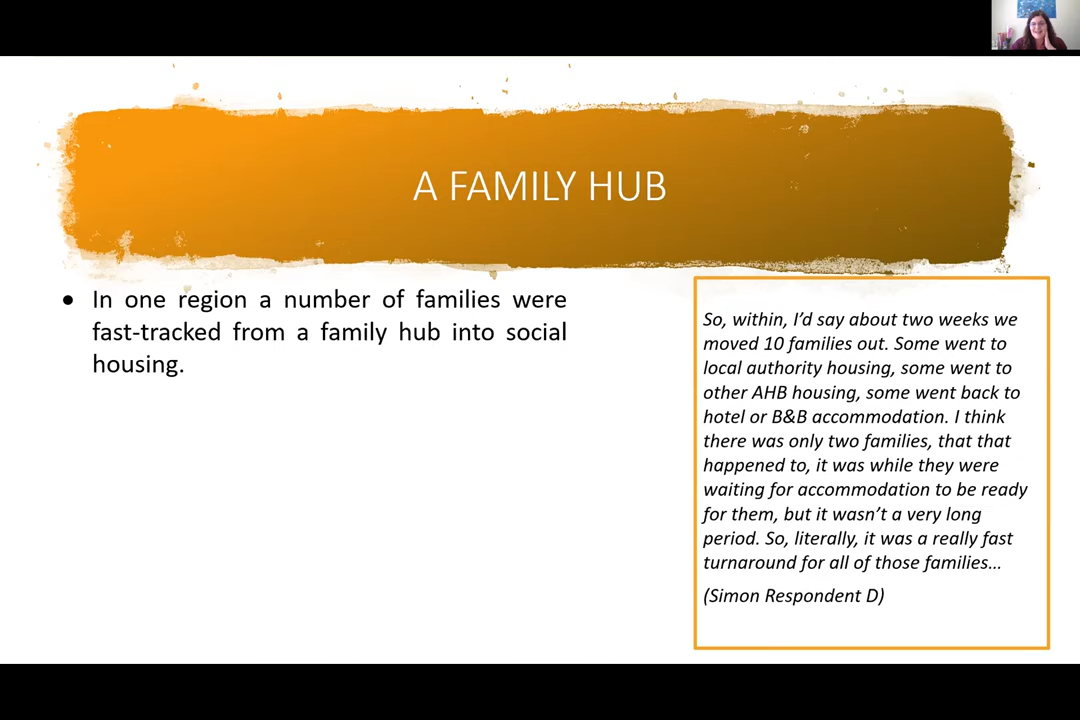 A FAMILY HUB
● In one region a number of families were
fast-tracked from a family hub into social
housing.
So, within, I’d say about two weeks we
moved 10 families out. Some went to
local authority housing, some went to
other AHB housing, some went back to
hotel or B&B accommodation. I think
there was only two families, that that
happened to, it was while they were
waiting for accommodation to be ready
for them, but it wasn’t a very long
period. So, literally, it was a really fast
turnaround for all of those families…
(Simon Respondent D)